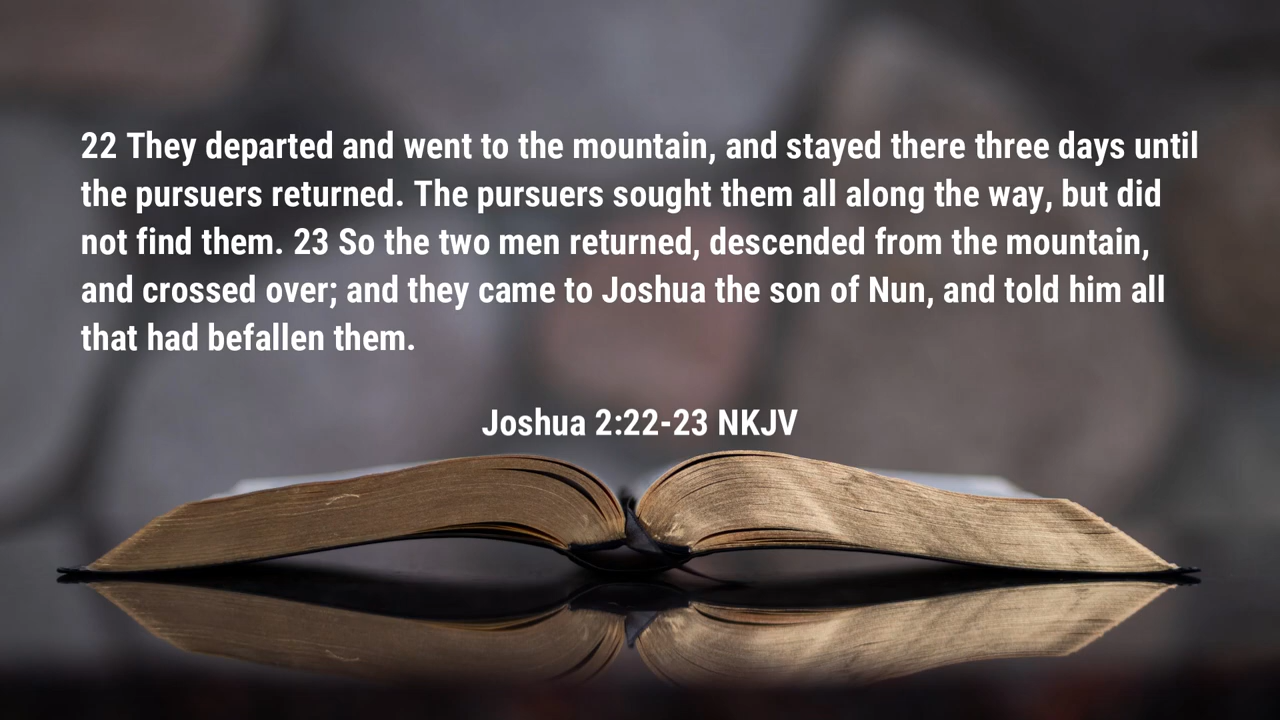 22 They departed and went to the mountain, and stayed there three days until
the pursuers returned. The pursuers sought them all along the way, but did
not find them. 23 So the two men returned, descended from the mountain,
and crossed over; and they came to Joshua the son of Nun, and told him all
that had befallen them.
Joshua 2:22-23 NKJV